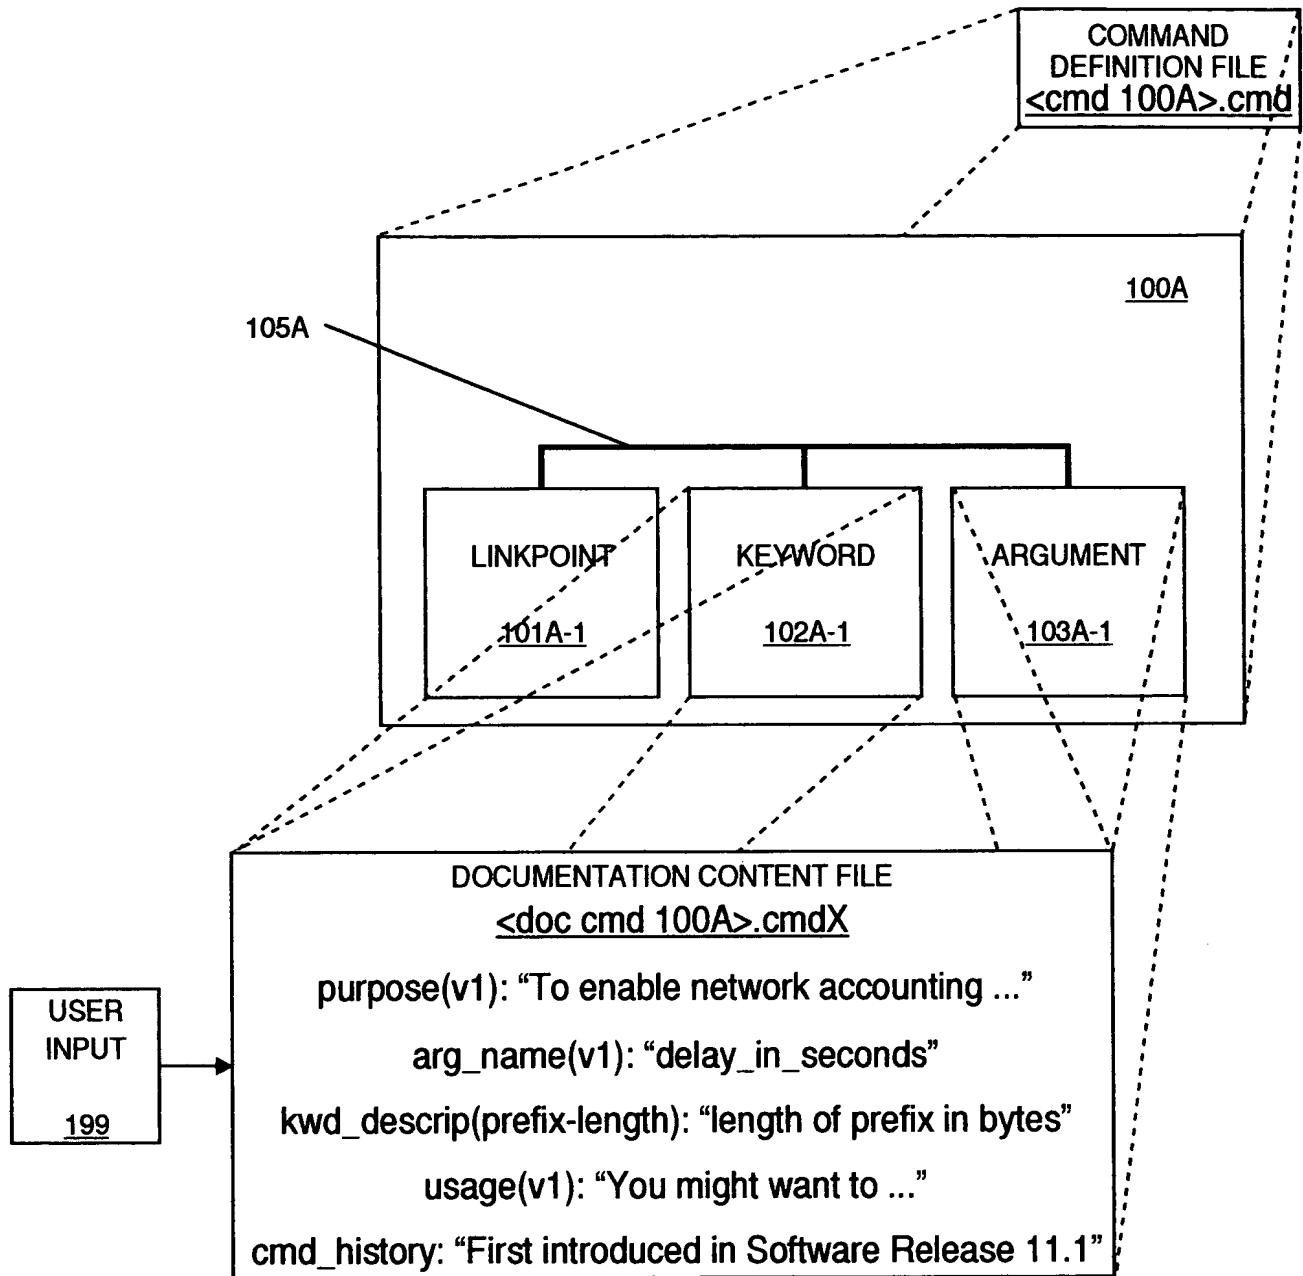 COMMAND
DEFINITION FILE
<cmd 100A>.cmd
100A
105A
LINKPOINT
101A-1
KEYWORD
102A-1
ARGUMENT
103A-1
DOCUMENTATION CONTENT FILE
<doc cmd 100A>.cmdX
purpose(v1): “To enable network accounting ...”
arg_name(v1): “delay_in_seconds”
kwd_descrip(prefix-length): “length of prefix in bytes”
usage(v1): “You might want to ...”
cmd_history: “First introduced in Software Release 11.1”
USER
INPUT
199